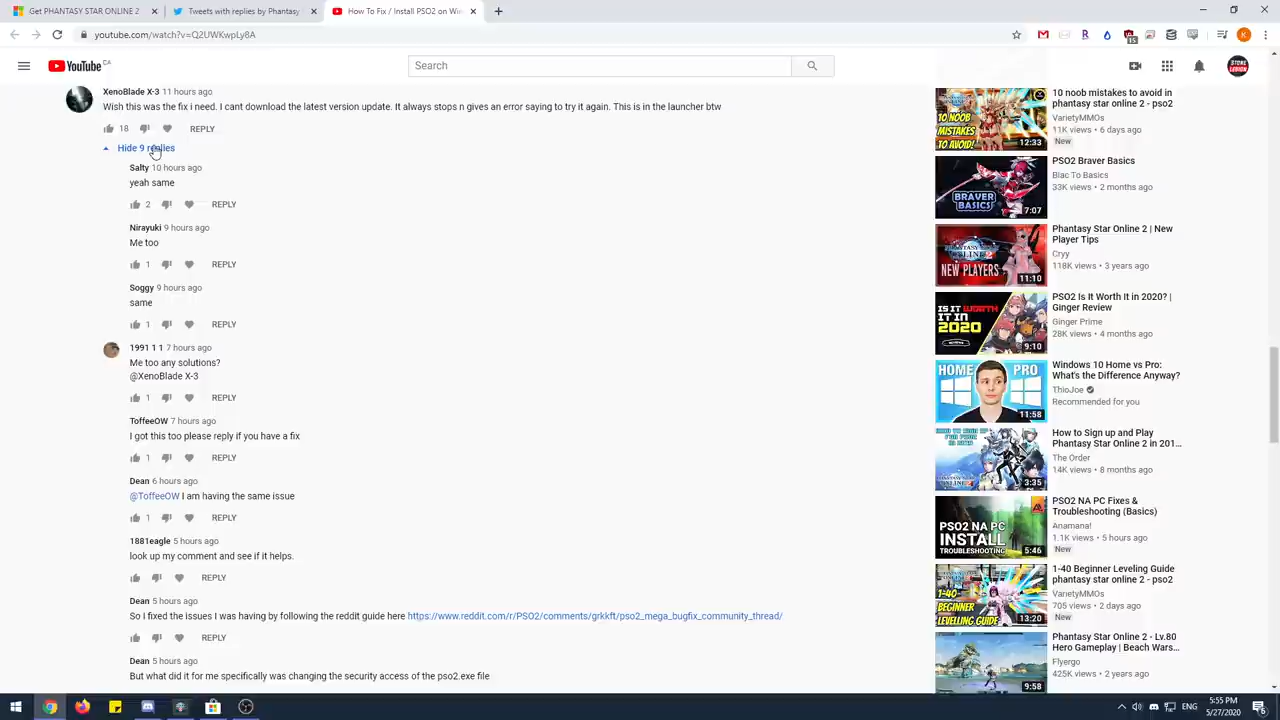 Get PHANTASY STAR ONLINE 2
Tweets with replies by Phantasy
How To Fix / Install PSO2 on Win
youtube.com/watch?v=Q2UWKwpLy8A
15
K
YouTube CA
Search
XenoBlade X-3 11 hours ago
Wish this was the fix i need. I cant download the latest version update. It always stops n gives an error saying to try it again. This is in the launcher btw
18 REPLY
Hide 9 replies
Salty 10 hours ago
yeah same
2 REPLY
Nirayuki 9 hours ago
Me too
1 REPLY
Soggy 9 hours ago
same
1 REPLY
1991 1 1 7 hours ago
Me too any solutions?
@XenoBlade X-3
1 REPLY
ToffeeOW 7 hours ago
I got this too please reply if you have a fix
1 REPLY
Dean 6 hours ago
@ToffeeOW I am having the same issue
1 REPLY
1881eagle 5 hours ago
look up my comment and see if it helps.
REPLY
Dean 5 hours ago
So I fixed the issues I was having by following the reddit guide here https://www.reddit.com/r/PSO2/comments/grkkft/pso2_mega_bugfix_community_thread/
REPLY
Dean 5 hours ago
But what did it for me specifically was changing the security access of the pso2.exe file
10 NOOB
MISTAKES
TO AVOID!
12:33
10 noob mistakes to avoid in
phantasy star online 2 - pso2
VarietyMMOs
11K views • 6 days ago
New
BRAVER
BASICS
7:07
PSO2 Braver Basics
Blac To Basics
33K views • 2 months ago
NEW PLAYERS
11:10
Phantasy Star Online 2 | New
Player Tips
Cryy
118K views • 3 years ago
IS IT WORTH
IT IN
2020?
9:10
PSO2 Is It Worth It in 2020? |
Ginger Review
Ginger Prime
28K views • 4 months ago
HOME PRO
11:58
Windows 10 Home vs Pro:
What's the Difference Anyway?
ThioJoe
Recommended for you
3:35
How to Sign up and Play
Phantasy Star Online 2 in 201...
The Order
14K views • 8 months ago
PSO2 NA PC
INSTALL
TROUBLESHOOTING
5:46
PSO2 NA PC Fixes &
Troubleshooting (Basics)
Anamana!
1.1K views • 5 hours ago
New
1-40
BEGINNER
LEVELLING GUIDE
13:20
1-40 Beginner Leveling Guide
phantasy star online 2 - pso2
VarietyMMOs
705 views • 2 days ago
New
9:58
Phantasy Star Online 2 - Lv.80
Hero Gameplay | Beach Wars...
Flyergo
425K views • 2 years ago
ENG
5:55 PM
5/27/2020
6